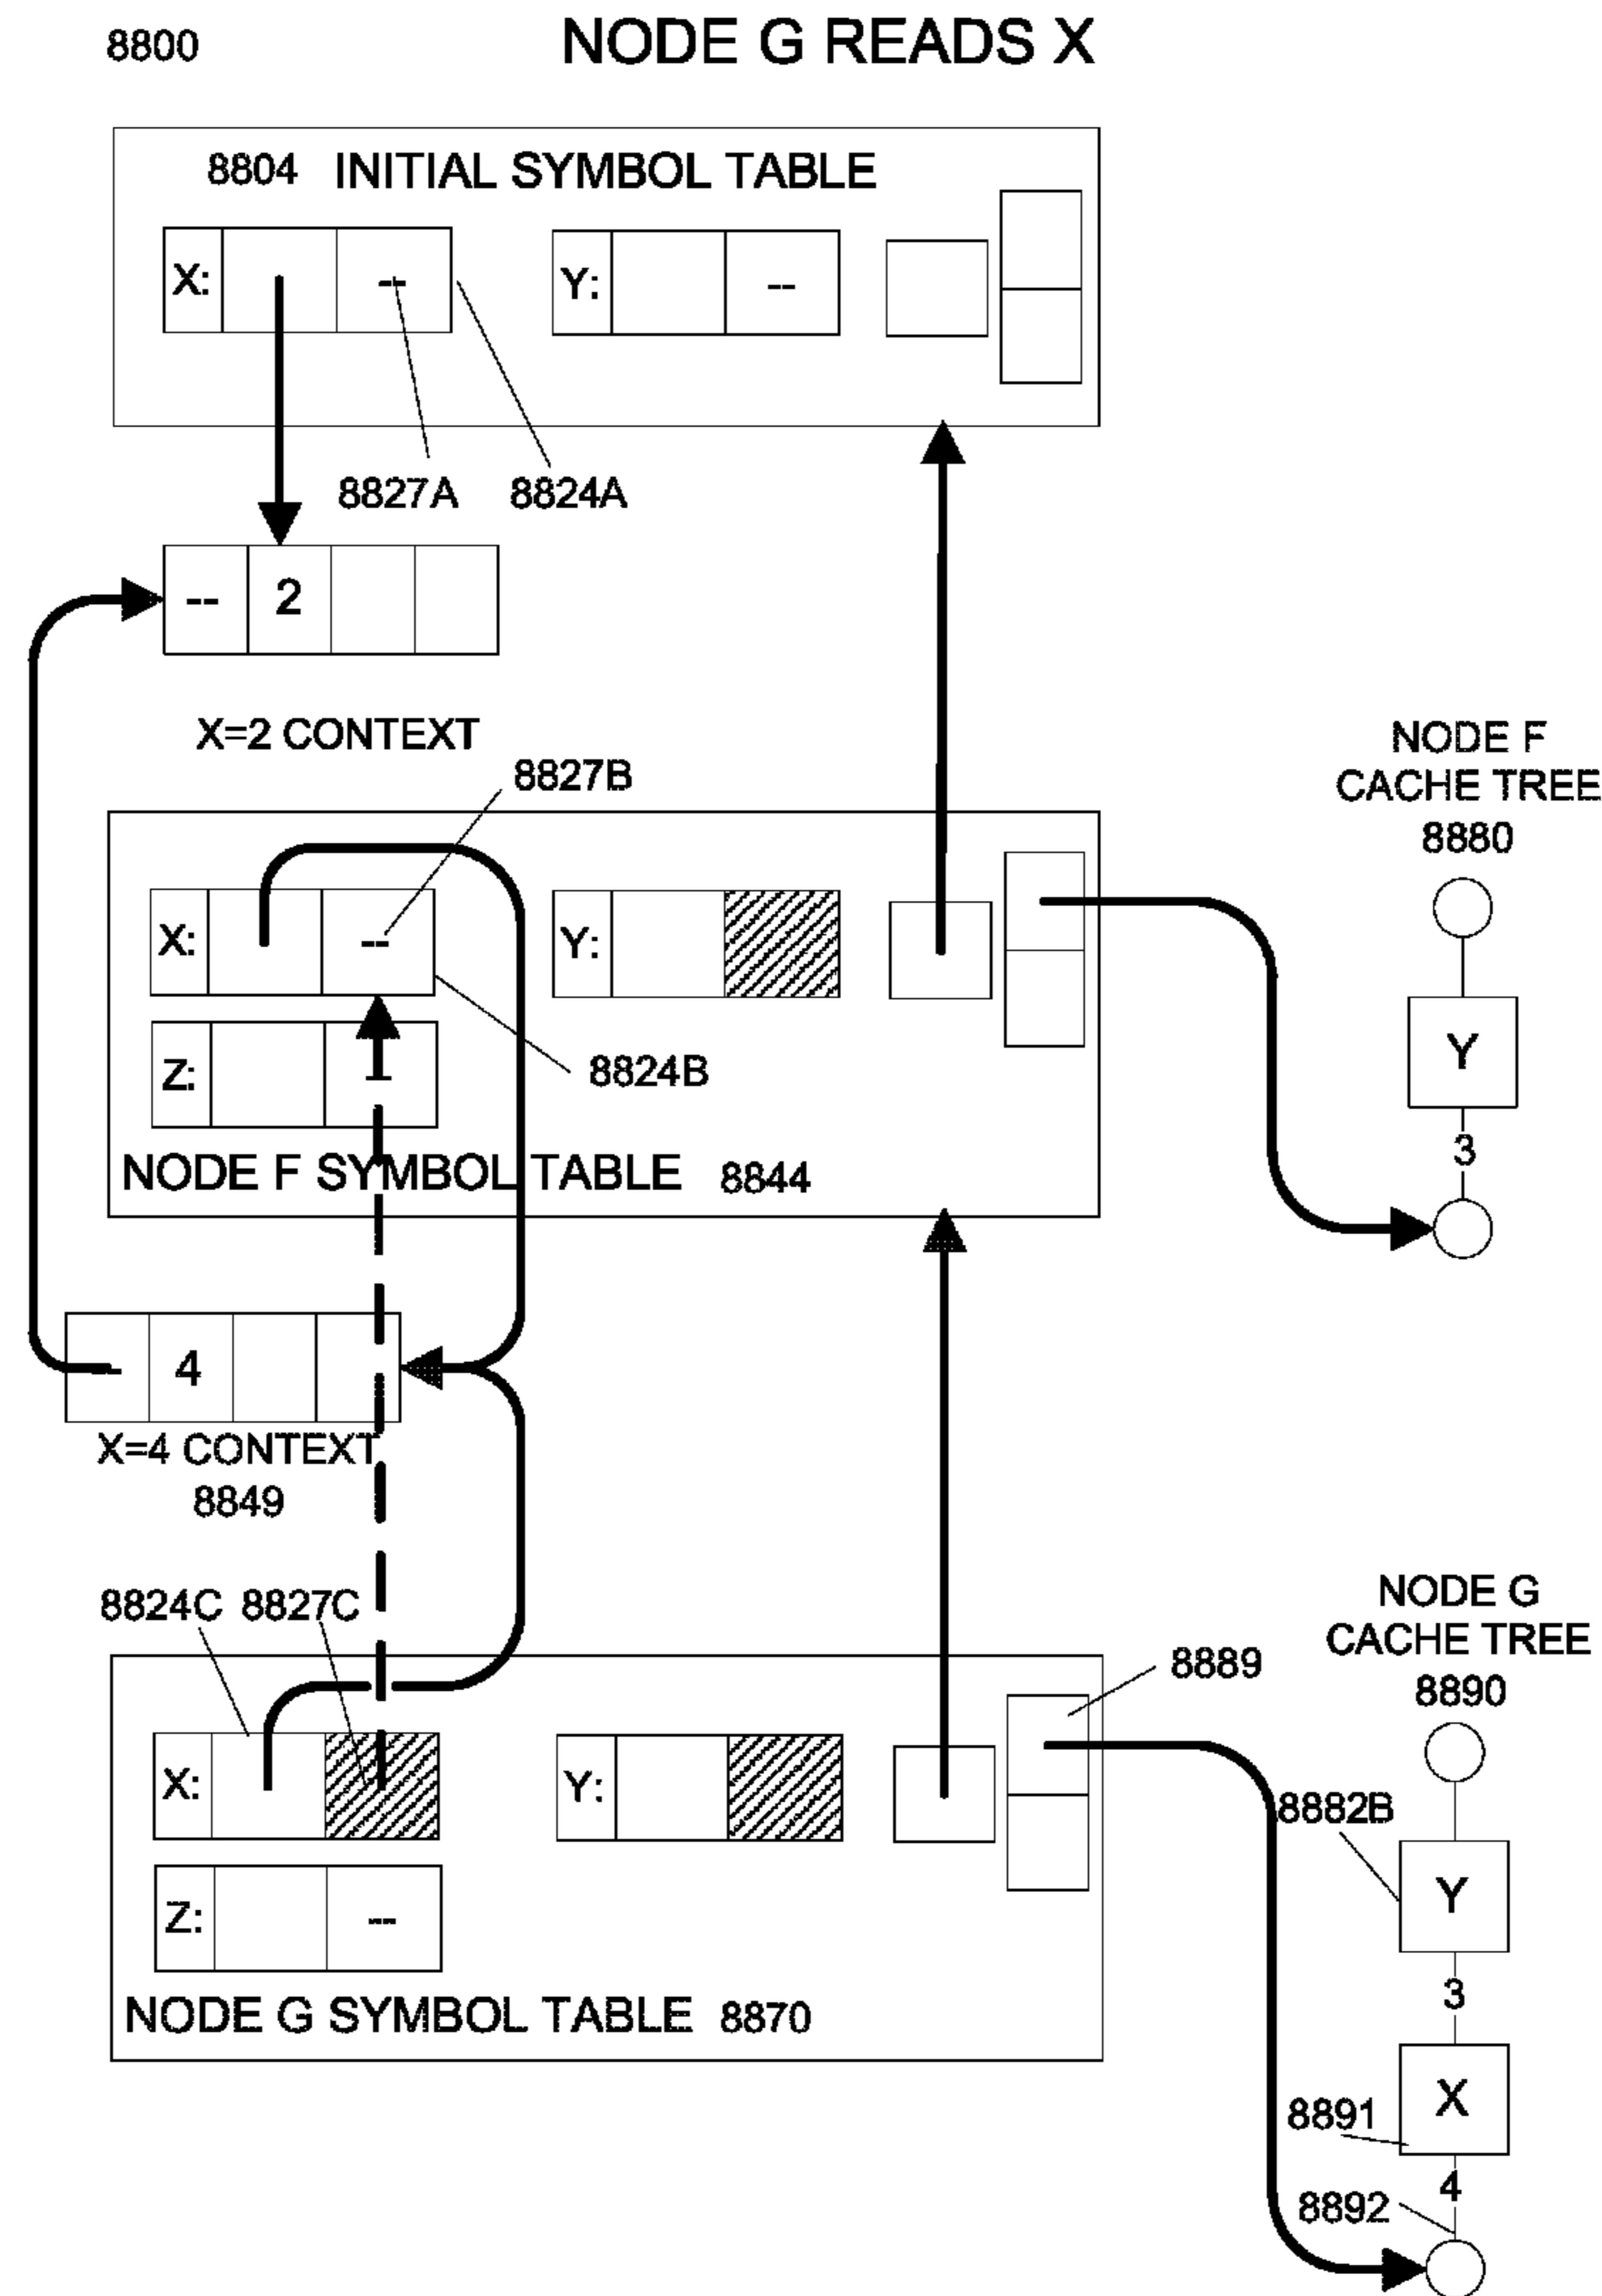 8800
NODE G READS X
8804 INITIAL SYMBOL TABLE
X: -- Y: --
8827A 8824A
-- 2
X=2 CONTEXT
8827B
X: -- Y:
Z: --
8824B
NODE F SYMBOL TABLE 8844
NODE F
CACHE TREE
8880
Y
3
-- 4
X=4 CONTEXT
8849
8824C 8827C
X: Y:
Z: --
NODE G SYMBOL TABLE 8870
8889
NODE G
CACHE TREE
8890
8882B
Y
3
X
8891
4
8892